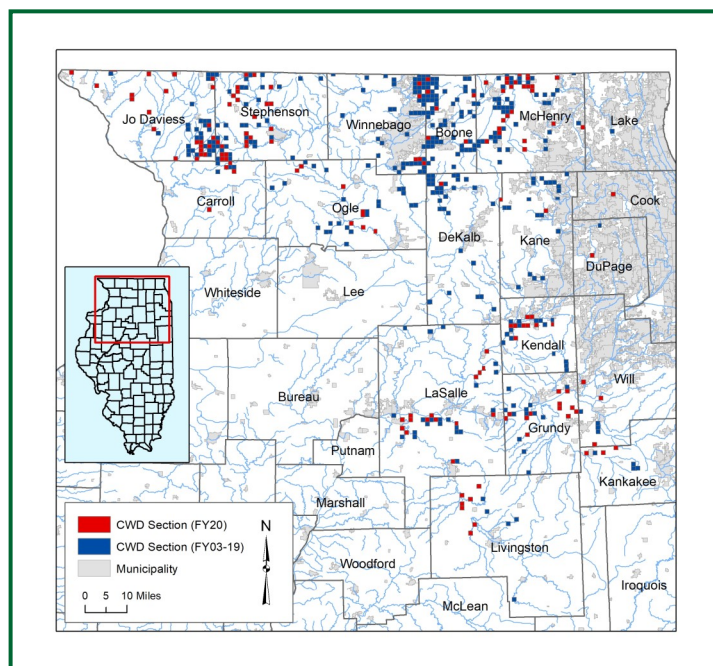 Jo Daviess
Stephenson
Winnebago
Boone
McHenry
Lake
Carroll
Ogle
DeKalb
Kane
Cook
DuPage
Whiteside
Lee
Kendall
Will
Bureau
LaSalle
Grundy
Putnam
Kankakee
Marshall
Livingston
Woodford
Iroquois
McLean
CWD Section (FY20)
CWD Section (FY03-19)
Municipality
0 5 10 Miles
N